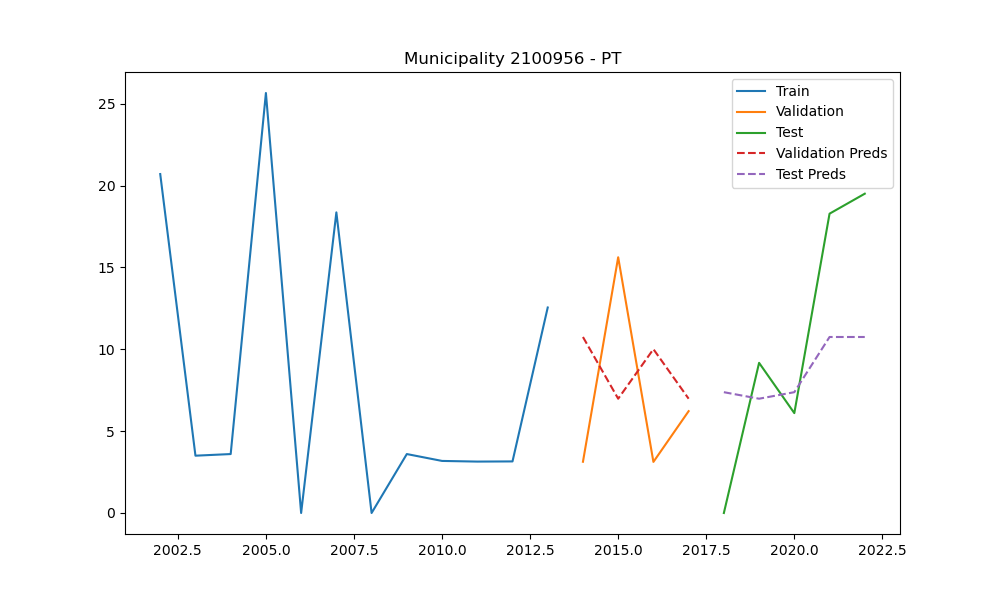 Municipality 2100956 - PT
Train
Validation
Test
Validation Preds
Test Preds
25
20
15
10
5
0
2002.5 2005.0 2007.5 2010.0 2012.5 2015.0 2017.5 2020.0 2022.5